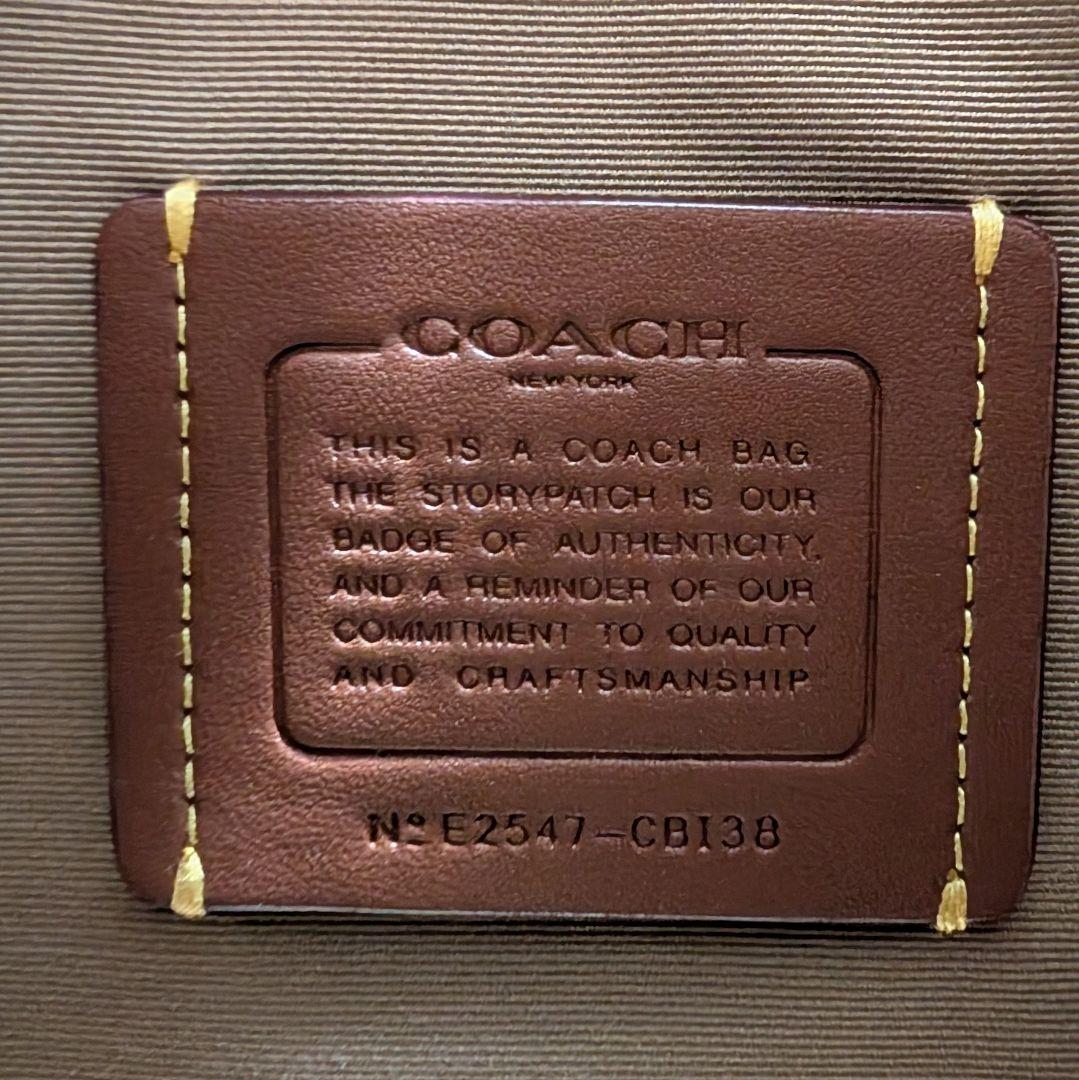 COACH
NEW YORK
THIS IS A COACH BAG
THE STORYPATCH IS OUR
BADGE OF AUTHENTICITY,
AND A REMINDER OF OUR
COMMITMENT TO QUALITY
AND CRAFTSMANSHIP
Nº E2547-CBI38